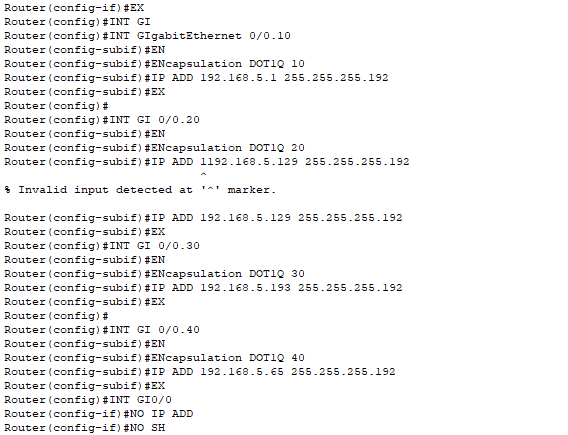 Router(config-if)#EX
Router(config)#INT GI
Router(config)#INT GIgabitEthernet 0/0.10
Router(config-subif)#EN
Router(config-subif)#ENcapsulation DOT1Q 10
Router(config-subif)#IP ADD 192.168.5.1 255.255.255.192
Router(config-subif)#EX
Router(config)#
Router(config)#INT GI 0/0.20
Router(config-subif)#EN
Router(config-subif)#ENcapsulation DOT1Q 20
Router(config-subif)#IP ADD 1192.168.5.129 255.255.255.192
^
% Invalid input detected at '^' marker.
Router(config-subif)#IP ADD 192.168.5.129 255.255.255.192
Router(config-subif)#EX
Router(config)#INT GI 0/0.30
Router(config-subif)#EN
Router(config-subif)#ENcapsulation DOT1Q 30
Router(config-subif)#IP ADD 192.168.5.193 255.255.255.192
Router(config-subif)#EX
Router(config)#
Router(config)#INT GI 0/0.40
Router(config-subif)#EN
Router(config-subif)#ENcapsulation DOT1Q 40
Router(config-subif)#IP ADD 192.168.5.65 255.255.255.192
Router(config-subif)#EX
Router(config)#INT GI0/0
Router(config-if)#NO IP ADD
Router(config-if)#NO SH